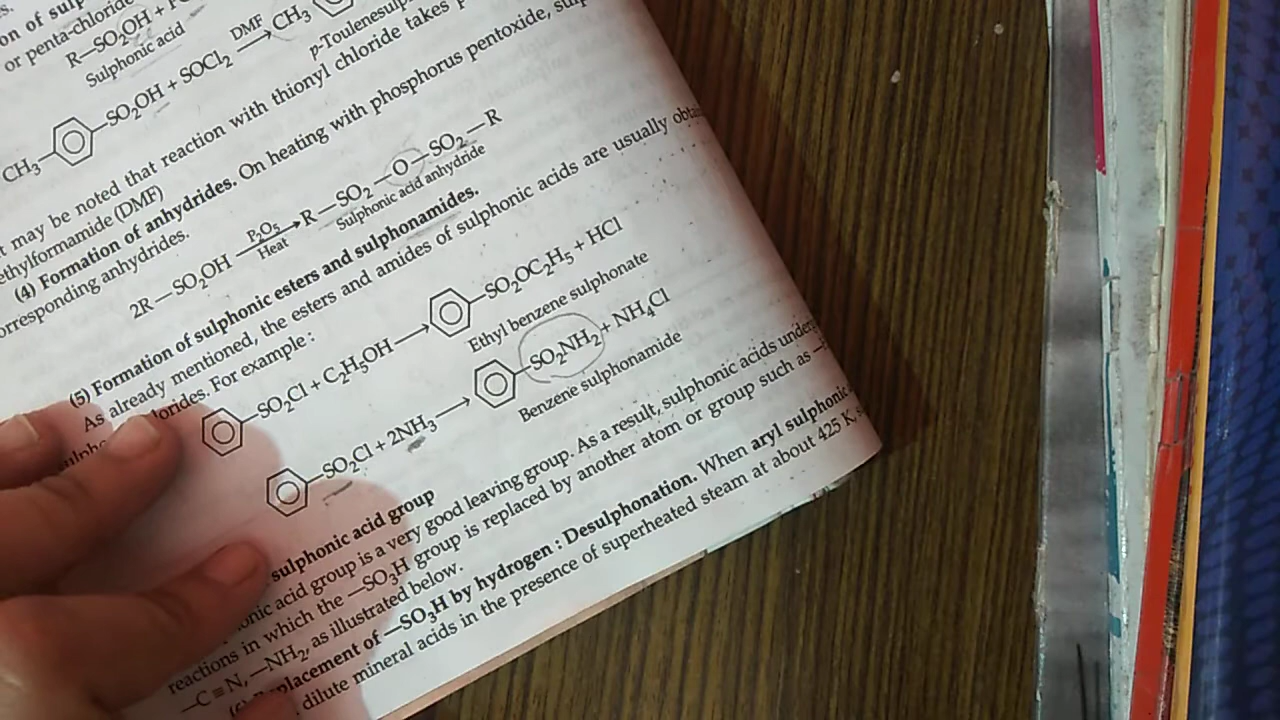 on of sulp
or penta-chloride
R—SO₂OH +
Sulphonic acid
CH₃— —SO₂OH + SOCl₂ DMF→ CH₃
p-Toulenesulp
t may be noted that reaction with thionyl chloride takes
ethylformamide (DMF)
(4) Formation of anhydrides. On heating with phosphorus pentoxide, sulp
orresponding anhydrides.
2R—SO₂OH P₂O₅→ Heat R—SO₂—O—SO₂—R
Sulphonic acid anhydride
(5) Formation of sulphonic esters and sulphonamides.
As already mentioned, the esters and amides of sulphonic acids are usually obta
sulpho lorides. For example :
—SO₂Cl + C₂H₅OH → —SO₂OC₂H₅ + HCl
Ethyl benzene sulphonate
—SO₂Cl + 2NH₃ → —SO₂NH₂ + NH₄Cl
Benzene sulphonamide
sulphonic acid group
onic acid group is a very good leaving group. As a result, sulphonic acids under
reactions in which the —SO₃H group is replaced by another atom or group such as —
—C≡N, —NH₂, as illustrated below.
placement of —SO₃H by hydrogen : Desulphonation. When aryl sulphonic
dilute mineral acids in the presence of superheated steam at about 425 K,